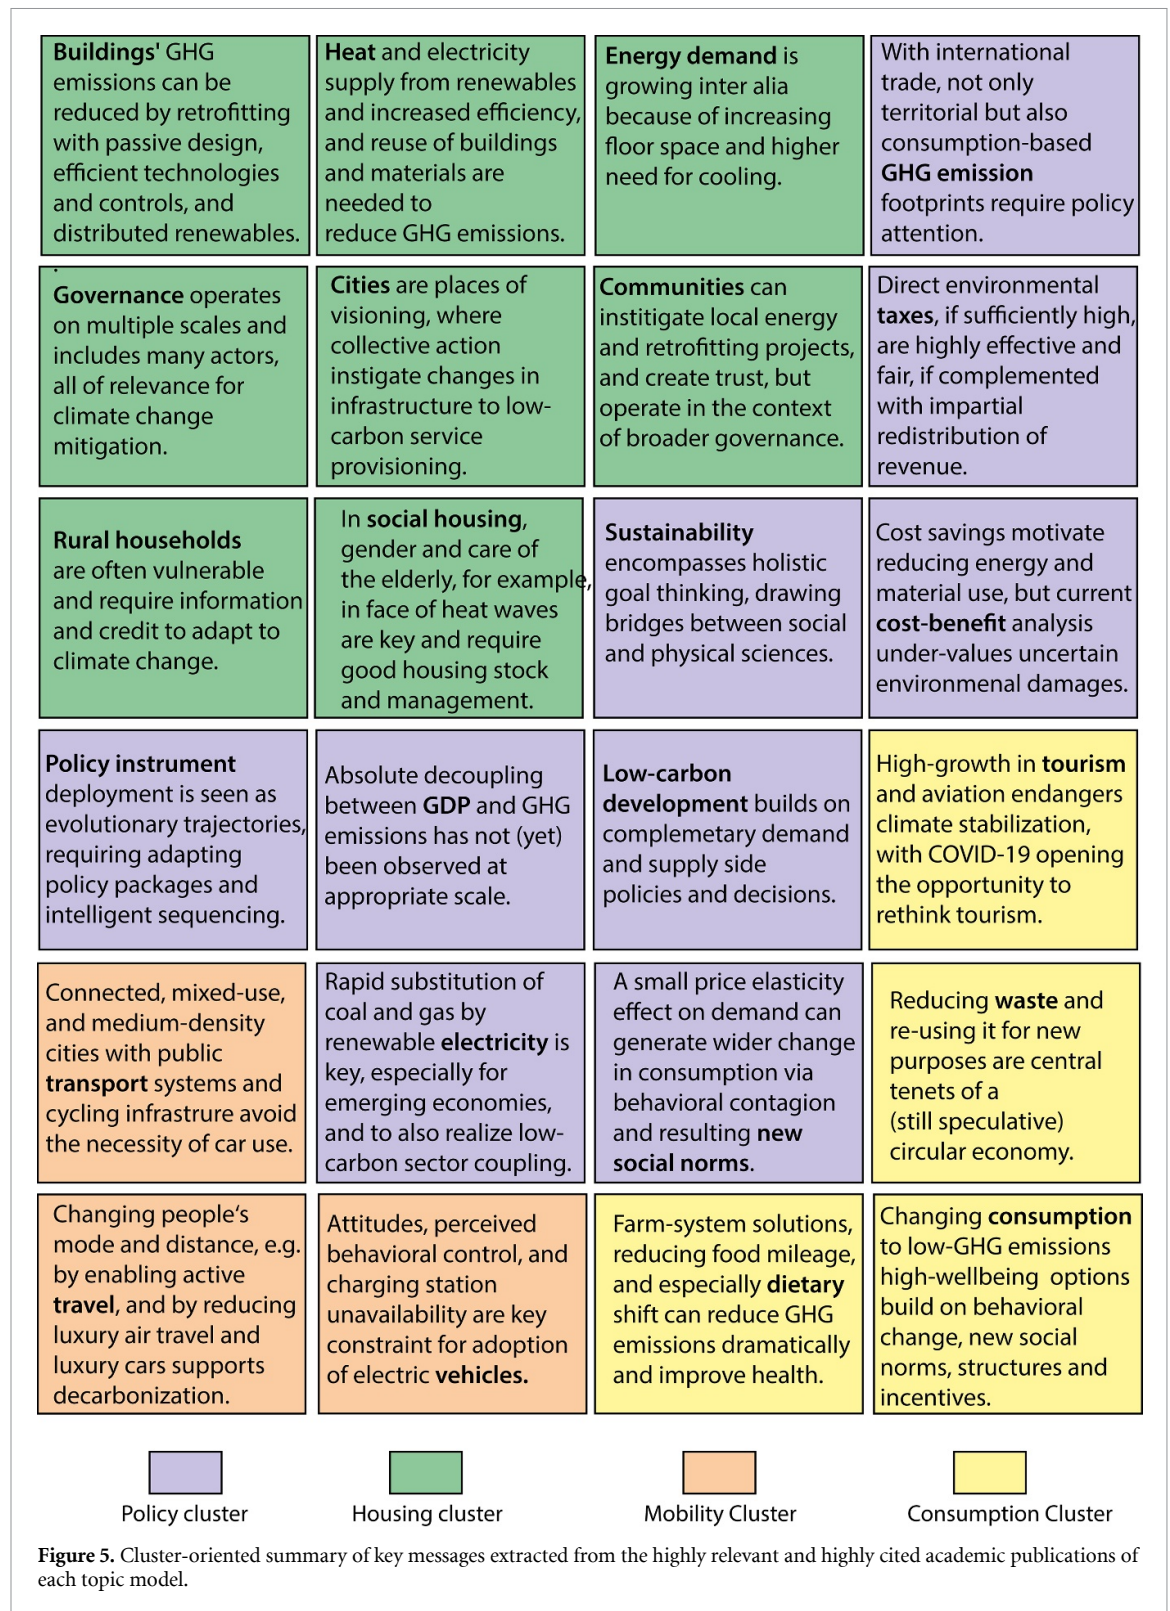 Buildings' GHG
emissions can be
reduced by retrofitting
with passive design,
efficient technologies
and controls, and
distributed renewables.
.
Heat and electricity
supply from renewables
and increased efficiency,
and reuse of buildings
and materials are
needed to
reduce GHG emissions.
Energy demand is
growing inter alia
because of increasing
floor space and higher
need for cooling.
With international
trade, not only
territorial but also
consumption-based
GHG emission
footprints require policy
attention.
Governance operates
on multiple scales and
includes many actors,
all of relevance for
climate change
mitigation.
Cities are places of
visioning, where
collective action
instigate changes in
infrastructure to low-
carbon service
provisioning.
Communities can
institigate local energy
and retrofitting projects,
and create trust, but
operate in the context
of broader governance.
Direct environmental
taxes, if sufficiently high,
are highly effective and
fair, if complemented
with impartial
redistribution of
revenue.
Rural households
are often vulnerable
and require information
and credit to adapt to
climate change.
In social housing,
gender and care of
the elderly, for example,
in face of heat waves
are key and require
good housing stock
and management.
Sustainability
encompasses holistic
goal thinking, drawing
bridges between social
and physical sciences.
Cost savings motivate
reducing energy and
material use, but current
cost-benefit analysis
under-values uncertain
environmenal damages.
Policy instrument
deployment is seen as
evolutionary trajectories,
requiring adapting
policy packages and
intelligent sequencing.
Absolute decoupling
between GDP and GHG
emissions has not (yet)
been observed at
appropriate scale.
Low-carbon
development builds on
complemetary demand
and supply side
policies and decisions.
High-growth in tourism
and aviation endangers
climate stabilization,
with COVID-19 opening
the opportunity to
rethink tourism.
Connected, mixed-use,
and medium-density
cities with public
transport systems and
cycling infrastrure avoid
the necessity of car use.
Rapid substitution of
coal and gas by
renewable electricity is
key, especially for
emerging economies,
and to also realize low-
carbon sector coupling.
A small price elasticity
effect on demand can
generate wider change
in consumption via
behavioral contagion
and resulting new
social norms.
Reducing waste and
re-using it for new
purposes are central
tenets of a
(still speculative)
circular economy.
Changing people‘s
mode and distance, e.g.
by enabling active
travel, and by reducing
luxury air travel and
luxury cars supports
decarbonization.
Attitudes, perceived
behavioral control, and
charging station
unavailability are key
constraint for adoption
of electric vehicles.
Farm-system solutions,
reducing food mileage,
and especially dietary
shift can reduce GHG
emissions dramatically
and improve health.
Changing consumption
to low-GHG emissions
high-wellbeing options
build on behavioral
change, new social
norms, structures and
incentives.
Policy cluster
Housing cluster
Mobility Cluster
Consumption Cluster
Figure 5. Cluster-oriented summary of key messages extracted from the highly relevant and highly cited academic publications of
each topic model.